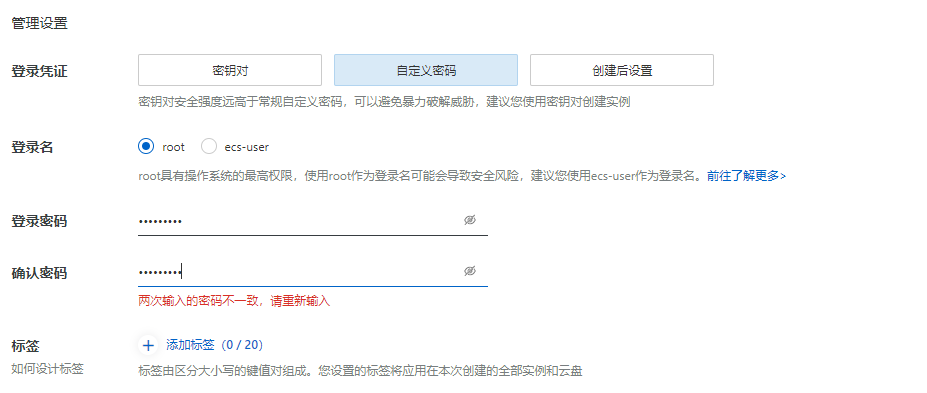 管理设置
登录凭证 密钥对 自定义密码 创建后设置
密钥对安全强度远高于常规自定义密码，可以避免暴力破解威胁，建议您使用密钥对创建实例
登录名 root ecs-user
root具有操作系统的最高权限，使用root作为登录名可能会导致安全风险，建议您使用ecs-user作为登录名。前往了解更多>
登录密码 •••••••••
确认密码 •••••••••
两次输入的密码不一致，请重新输入
标签 + 添加标签（0 / 20）
如何设计标签 标签由区分大小写的键值对组成。您设置的标签将应用在本次创建的全部实例和云盘